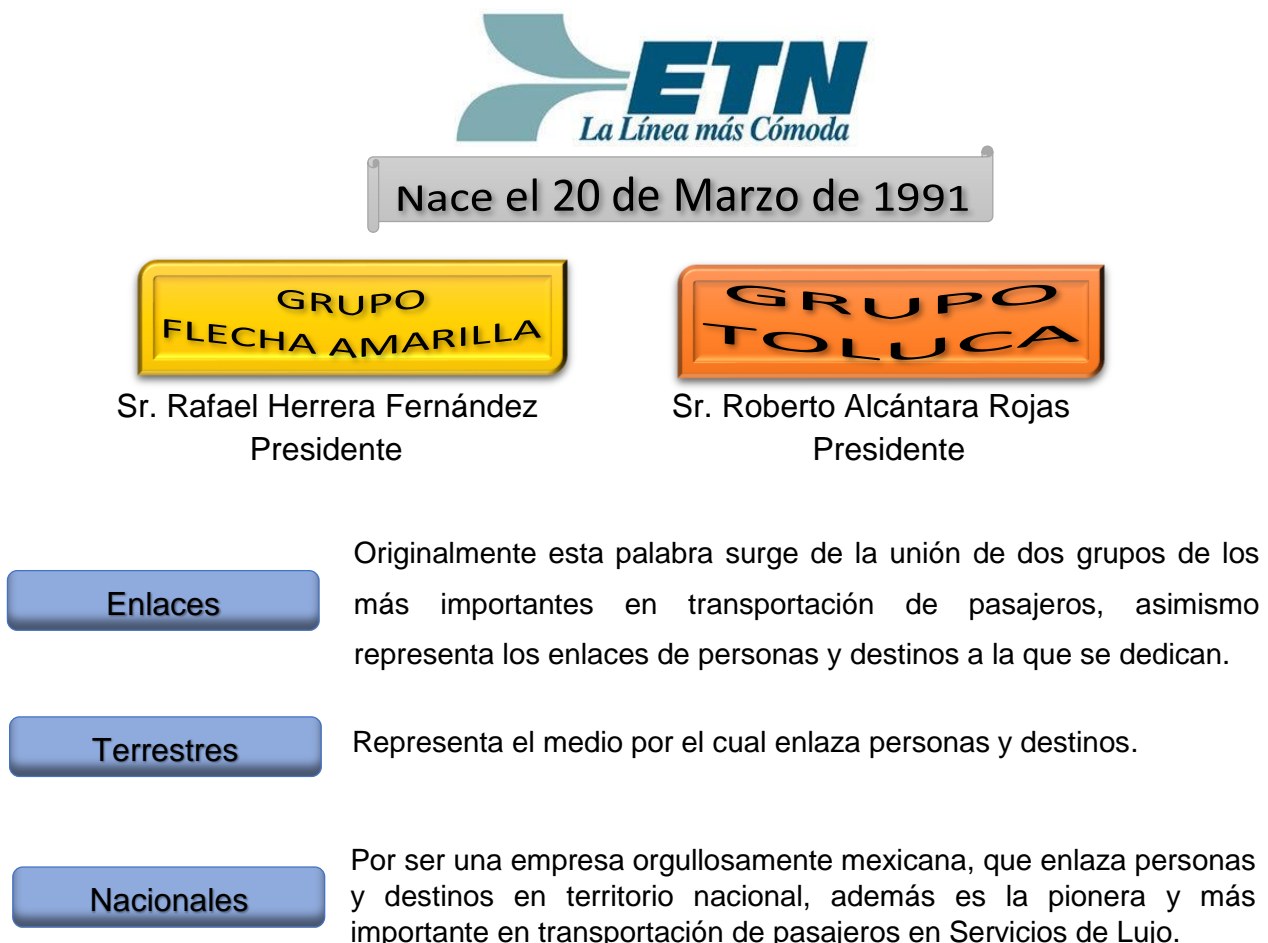 ETN
La Línea más Cómoda
Nace el 20 de Marzo de 1991
GRUPO
FLECHA AMARILLA
GRUPO
TOLUCA
Sr. Rafael Herrera Fernández
Presidente
Sr. Roberto Alcántara Rojas
Presidente
Enlaces
Originalmente esta palabra surge de la unión de dos grupos de los
más importantes en transportación de pasajeros, asimismo
representa los enlaces de personas y destinos a la que se dedican.
Terrestres
Representa el medio por el cual enlaza personas y destinos.
Nacionales
Por ser una empresa orgullosamente mexicana, que enlaza personas
y destinos en territorio nacional, además es la pionera y más
importante en transportación de pasajeros en Servicios de Lujo.